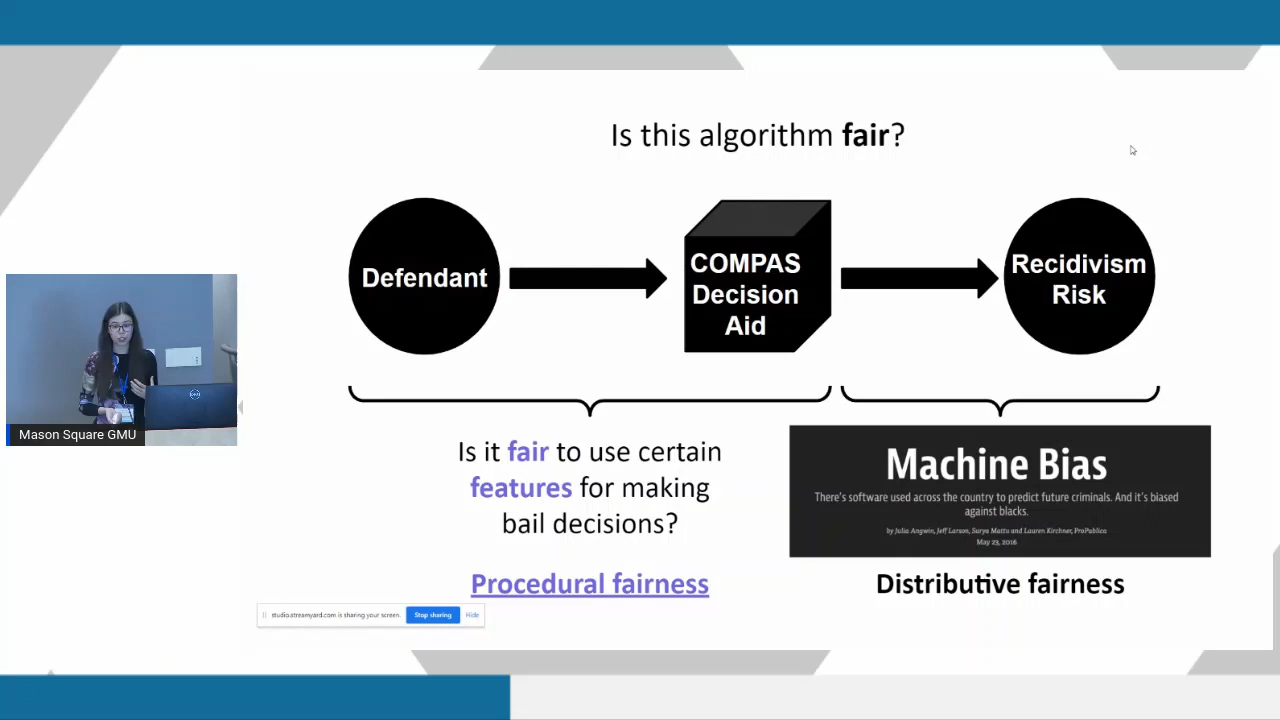 Is this algorithm fair?
Defendant
COMPAS
Decision
Aid
Recidivism
Risk
Mason Square GMU
Is it fair to use certain
features for making
bail decisions?
Procedural fairness
Machine Bias
There's software used across the country to predict future criminals. And it's biased
against blacks.
by Julia Angwin, Jeff Larson, Surya Mattu and Lauren Kirchner, ProPublica
May 23, 2016
Distributive fairness
studio.streamyard.com is sharing your screen.
Stop sharing
Hide